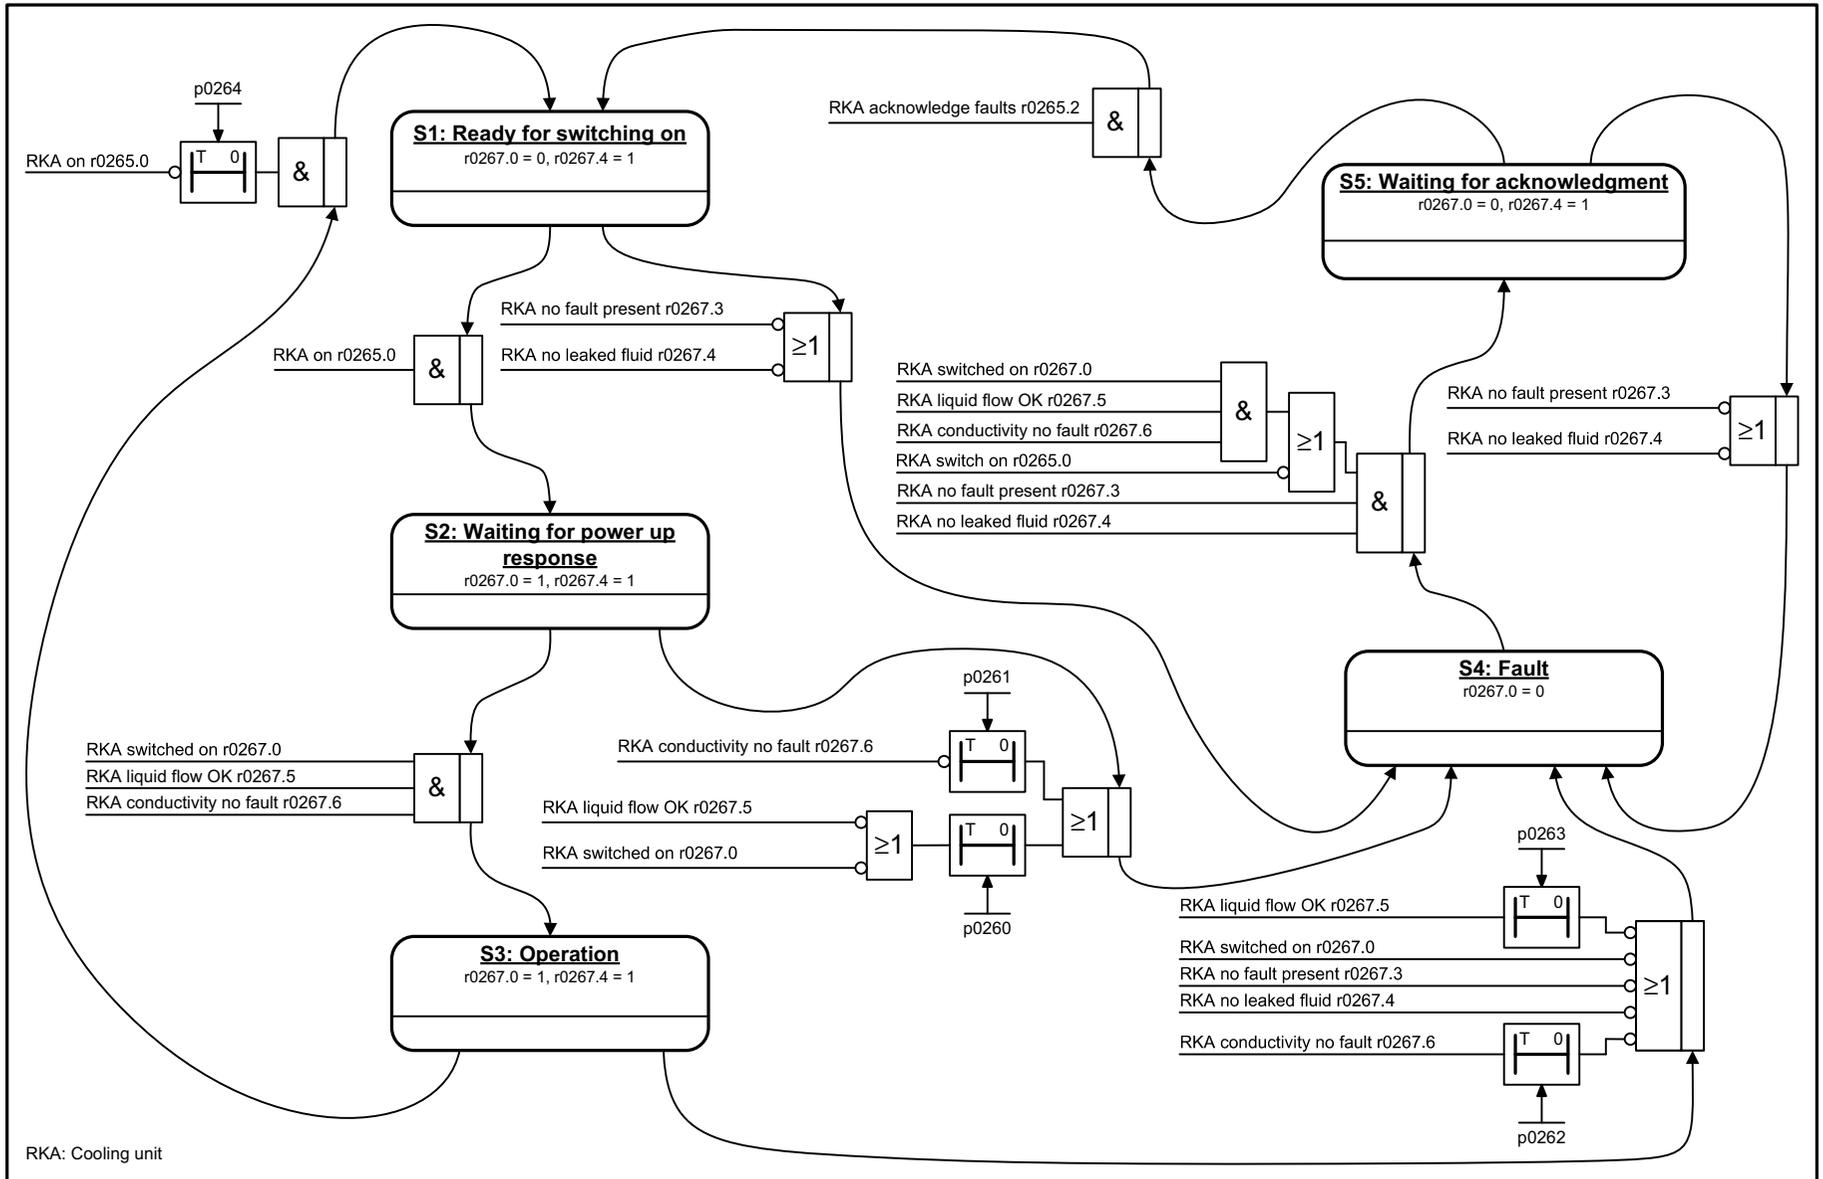 p0264
RKA on r0265.0
T 0
&
S1: Ready for switching on
r0267.0 = 0, r0267.4 = 1
RKA acknowledge faults r0265.2
&
S5: Waiting for acknowledgment
r0267.0 = 0, r0267.4 = 1
RKA on r0265.0
&
RKA no fault present r0267.3
RKA no leaked fluid r0267.4
≥1
RKA switched on r0267.0
RKA liquid flow OK r0267.5
RKA conductivity no fault r0267.6
&
RKA switch on r0265.0
≥1
RKA no fault present r0267.3
RKA no leaked fluid r0267.4
&
RKA no fault present r0267.3
RKA no leaked fluid r0267.4
≥1
S2: Waiting for power up
response
r0267.0 = 1, r0267.4 = 1
S4: Fault
r0267.0 = 0
RKA switched on r0267.0
RKA liquid flow OK r0267.5
RKA conductivity no fault r0267.6
&
p0261
RKA conductivity no fault r0267.6
T 0
RKA liquid flow OK r0267.5
RKA switched on r0267.0
≥1
T 0
≥1
p0260
S3: Operation
r0267.0 = 1, r0267.4 = 1
p0263
RKA liquid flow OK r0267.5
T 0
RKA switched on r0267.0
RKA no fault present r0267.3
RKA no leaked fluid r0267.4
≥1
RKA conductivity no fault r0267.6
T 0
p0262
RKA: Cooling unit